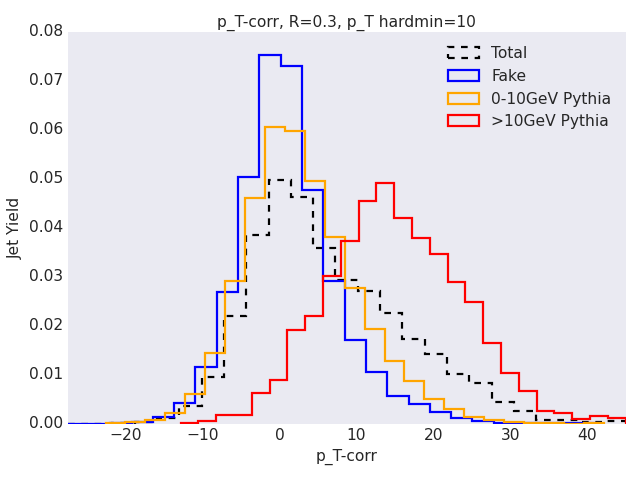 p_T-corr, R=0.3, p_T hardmin=10
0.08
0.07
0.06
0.05
0.04
0.03
0.02
0.01
0.00
Jet Yield
Total
Fake
0-10GeV Pythia
>10GeV Pythia
−20 −10 0 10 20 30 40
p_T-corr